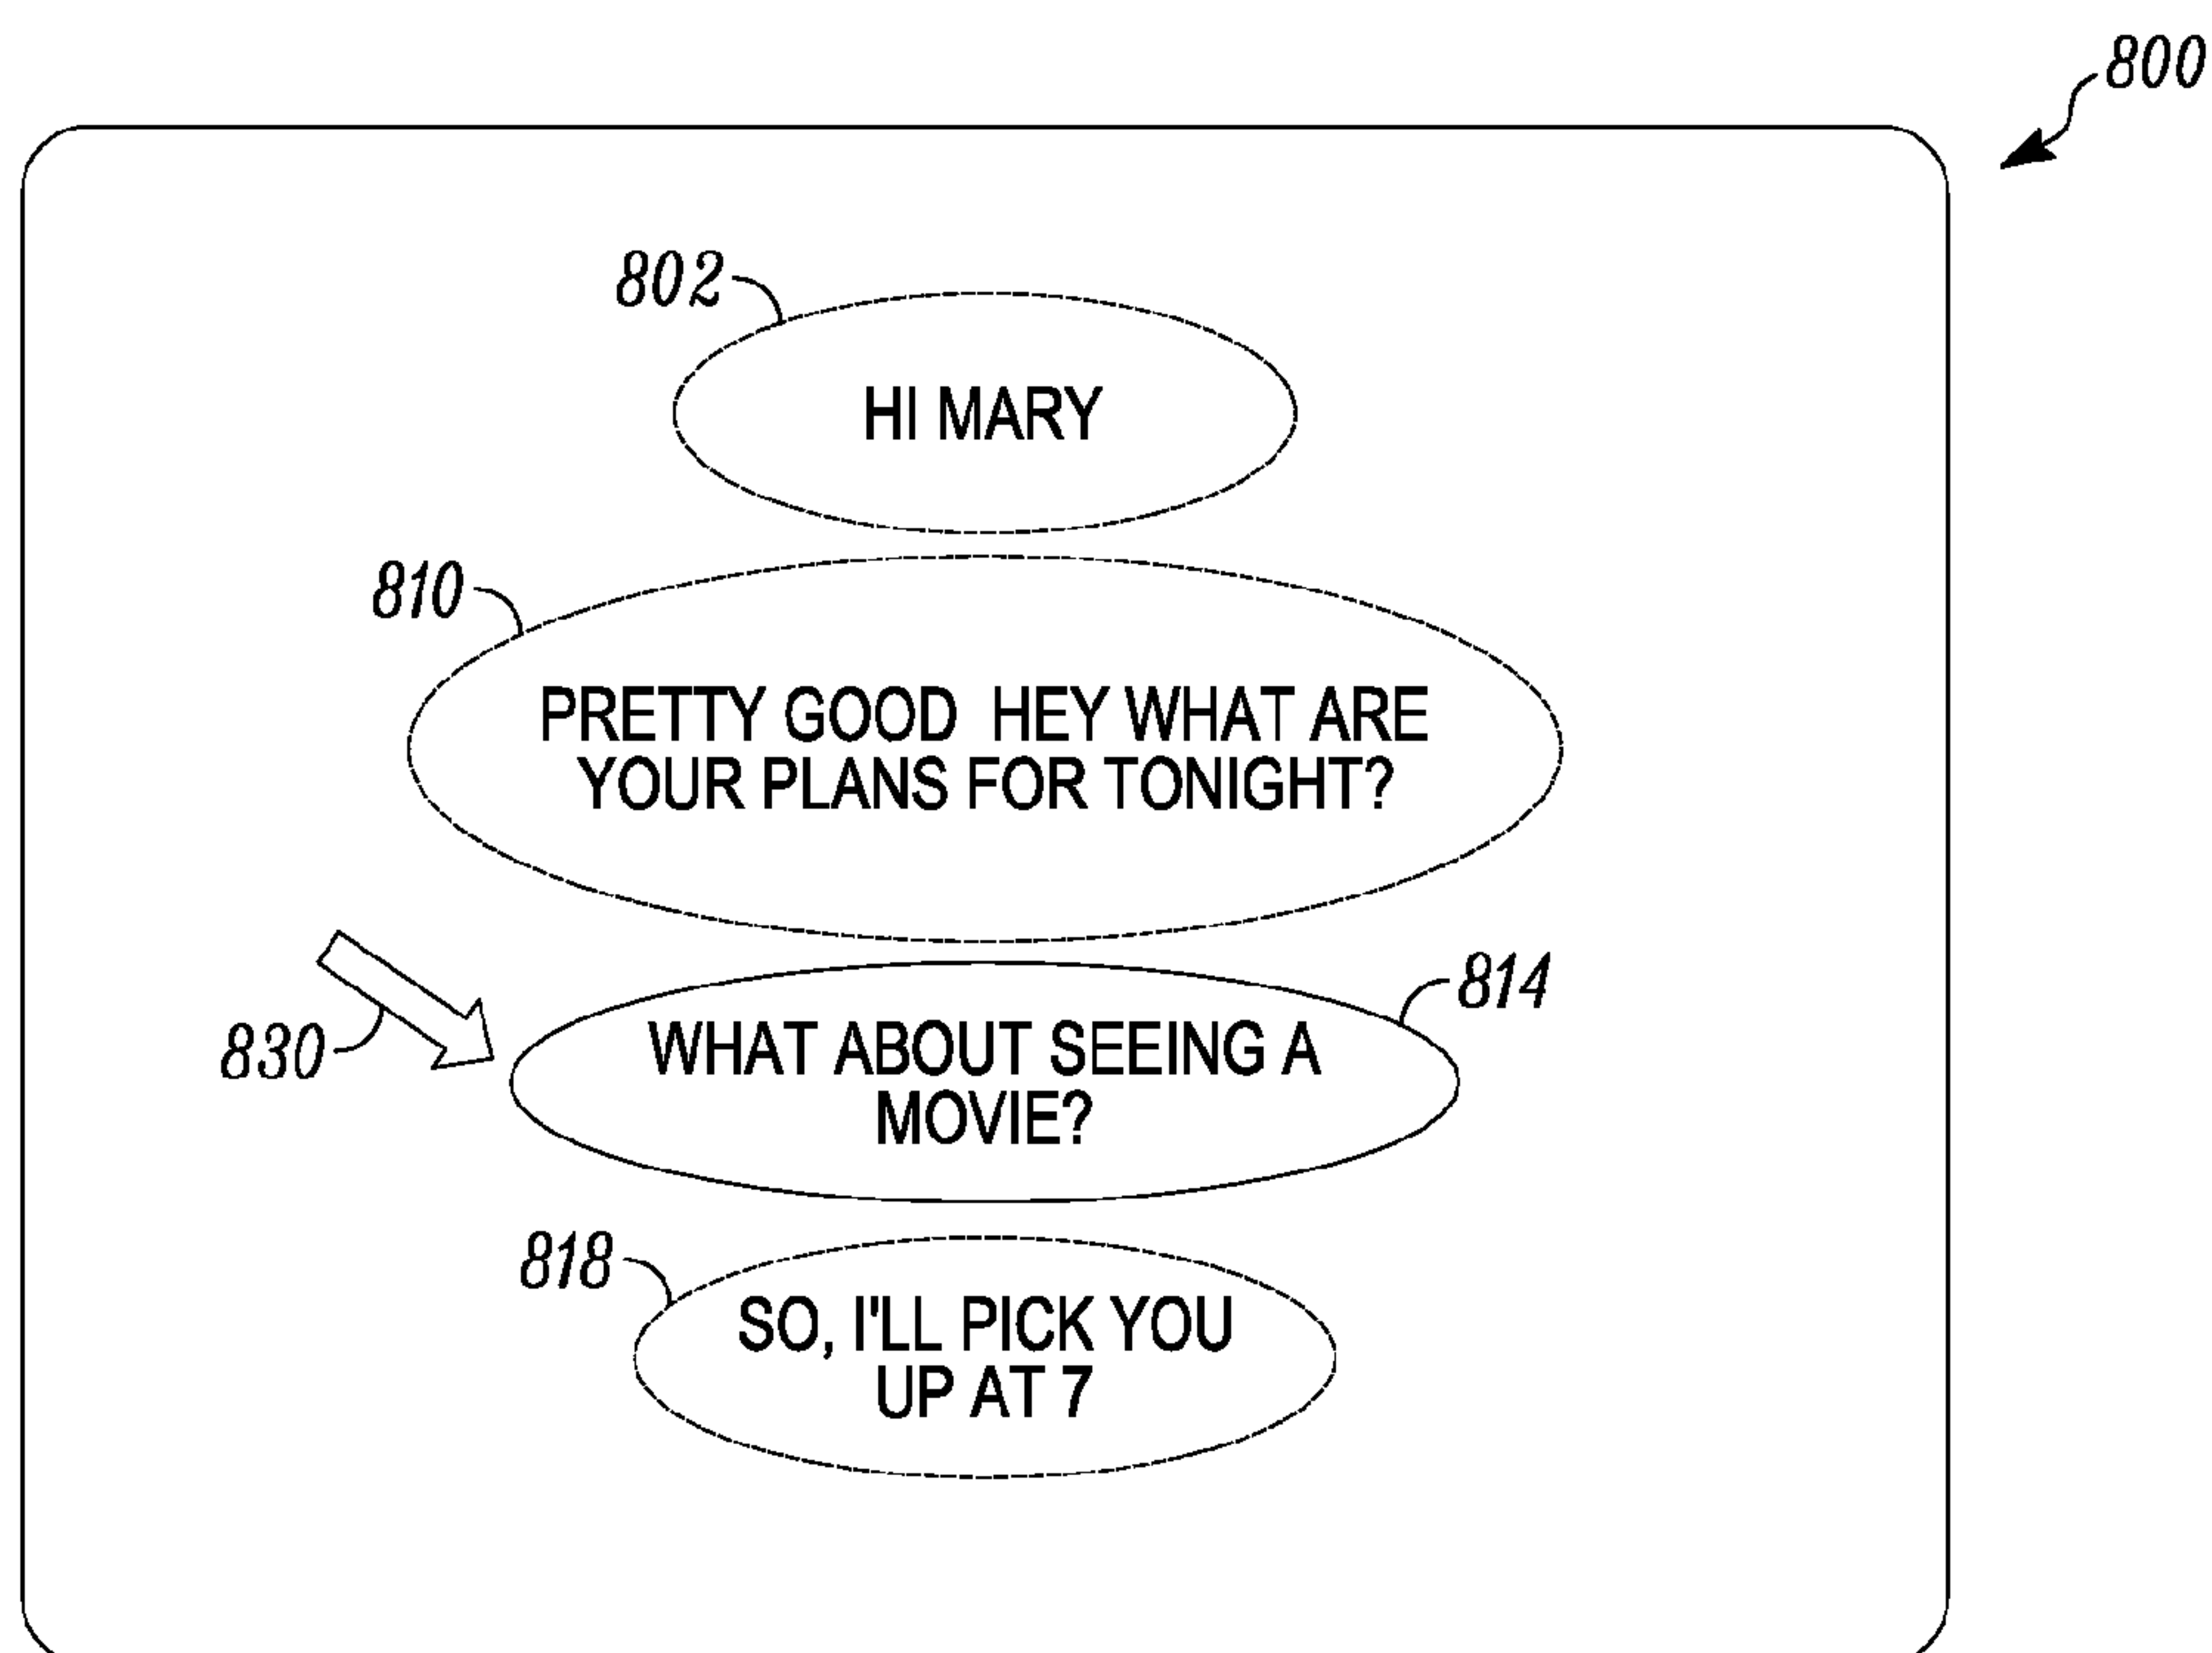 800
802
HI MARY
810
PRETTY GOOD HEY WHAT ARE
YOUR PLANS FOR TONIGHT?
814
830
WHAT ABOUT SEEING A
MOVIE?
818
SO, I'LL PICK YOU
UP AT 7